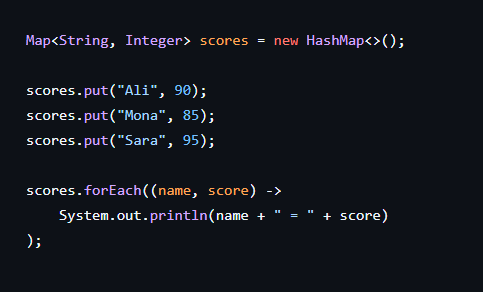 Map<String, Integer> scores = new HashMap<>();
scores.put("Ali", 90);
scores.put("Mona", 85);
scores.put("Sara", 95);
scores.forEach((name, score) ->
System.out.println(name + " = " + score)
);